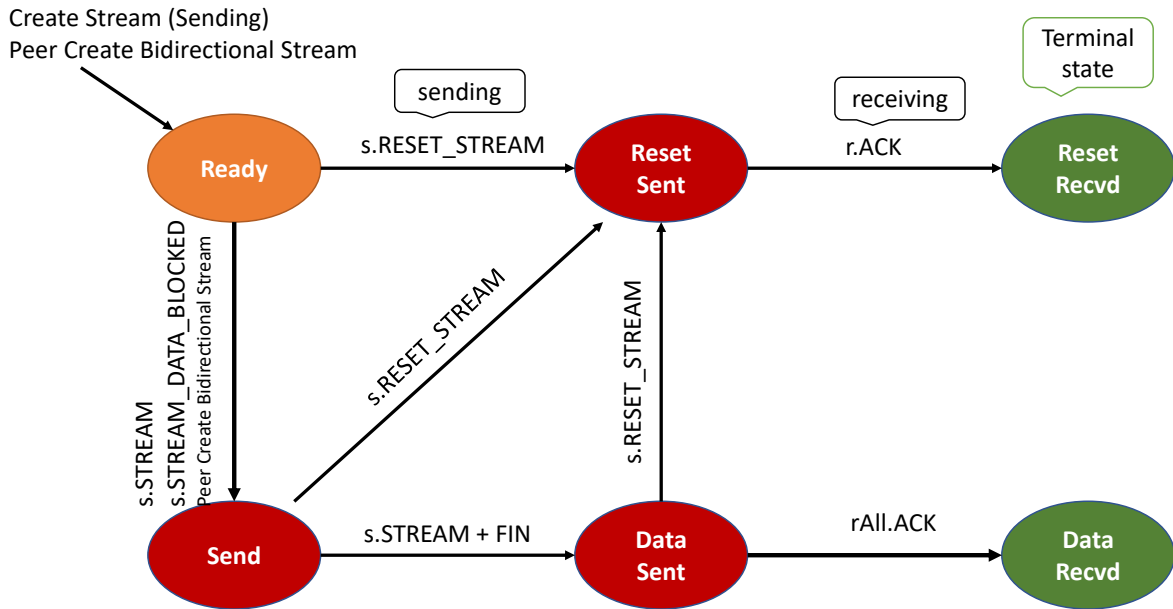 Create Stream (Sending)
Peer Create Bidirectional Stream
Terminal
state
sending
receiving
s.RESET_STREAM
r.ACK
Ready
Reset
Sent
Reset
Recvd
s.STREAM
s.STREAM_DATA_BLOCKED
Peer Create Bidirectional Stream
s.RESET_STREAM
s.RESET_STREAM
s.STREAM + FIN
rAll.ACK
Send
Data
Sent
Data
Recvd